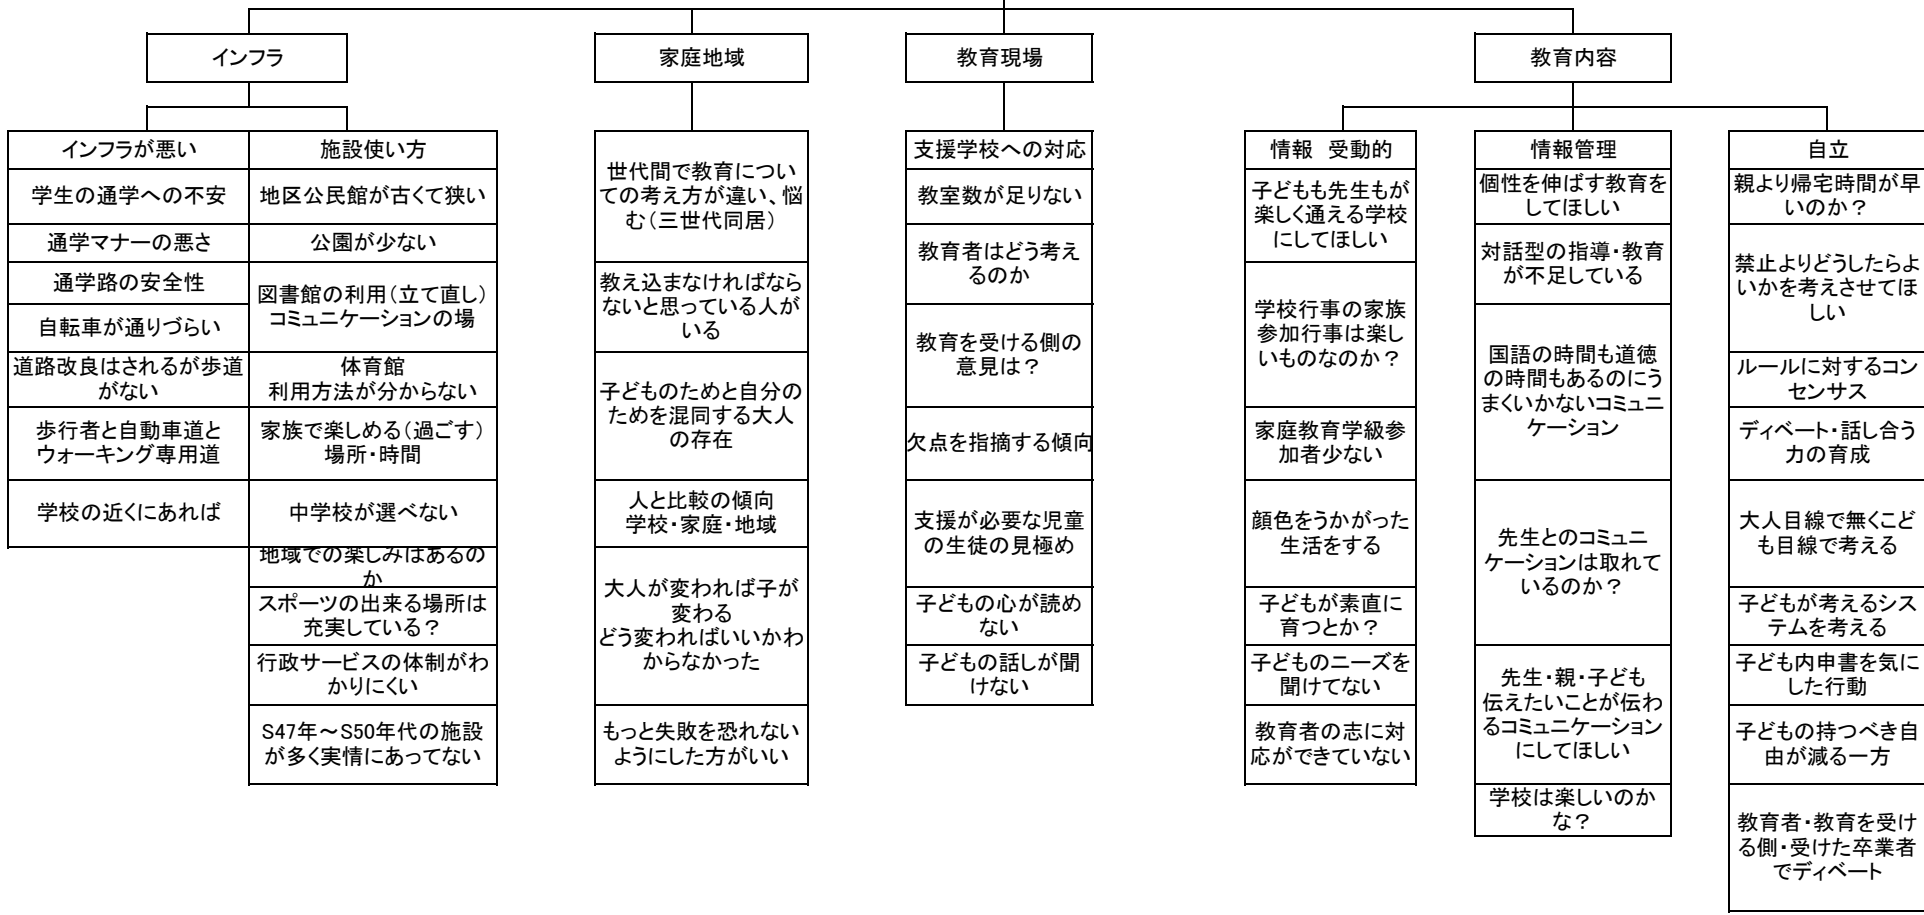 インフラ
家庭地域
教育現場
教育内容
インフラが悪い
学生の通学への不安
通学マナーの悪さ
通学路の安全性
自転車が通りづらい
道路改良はされるが歩道
がない
歩行者と自動車道と
ウォーキング専用道
学校の近くにあれば
施設使い方
地区公民館が古くて狭い
公園が少ない
図書館の利用(立て直し)
コミュニケーションの場
体育館
利用方法が分からない
家族で楽しめる(過ごす)
場所・時間
中学校が選べない
地域での楽しみはあるの
か
スポーツの出来る場所は
充実している?
行政サービスの体制がわ
かりにくい
S47年~S50年代の施設
が多く実情にあってない
世代間で教育につい
ての考え方が違い、悩
む(三世代同居)
教え込まなければなら
ないと思っている人が
いる
子どものためと自分の
ためを混同する大人
の存在
人と比較の傾向
学校・家庭・地域
大人が変われば子が
変わる
どう変わればいいかわ
からなかった
もっと失敗を恐れない
ようにした方がいい
支援学校への対応
教室数が足りない
教育者はどう考え
るのか
教育を受ける側の
意見は?
欠点を指摘する傾向
支援が必要な児童
の生徒の見極め
子どもの心が読め
ない
子どもの話しが聞
けない
情報 受動的
子どもも先生もが
楽しく通える学校
にしてほしい
学校行事の家族
参加行事は楽し
いものなのか?
家庭教育学級参
加者少ない
顔色をうかがった
生活をする
子どもが素直に
育つとか?
子どものニーズを
聞けてない
教育者の志に対
応ができていない
情報管理
個性を伸ばす教育を
してほしい
対話型の指導・教育
が不足している
国語の時間も道徳
の時間もあるのにう
まくいかないコミュニ
ケーション
先生とのコミュニ
ケーションは取れて
いるのか?
先生・親・子ども
伝えたいことが伝わ
るコミュニケーション
にしてほしい
学校は楽しいのか
な?
自立
親より帰宅時間が早
いのか?
禁止よりどうしたらよ
いかを考えさせてほ
しい
ルールに対するコン
センサス
ディベート・話し合う
力の育成
大人目線で無くこど
も目線で考える
子どもが考えるシス
テムを考える
子ども内申書を気に
した行動
子どもの持つべき自
由が減る一方
教育者・教育を受け
る側・受けた卒業者
でディベート